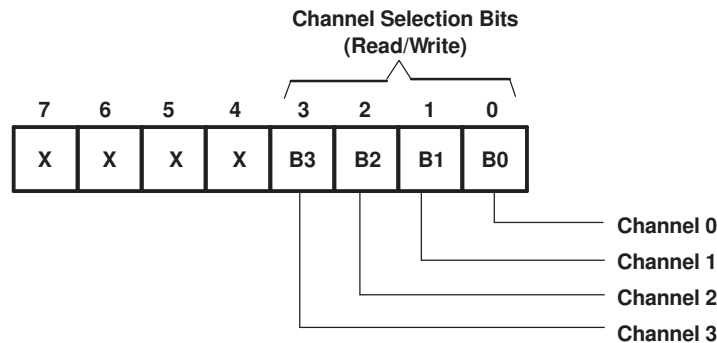 Channel Selection Bits
(Read/Write)
7 6 5 4 3 2 1 0
X X X X B3 B2 B1 B0
Channel 0
Channel 1
Channel 2
Channel 3